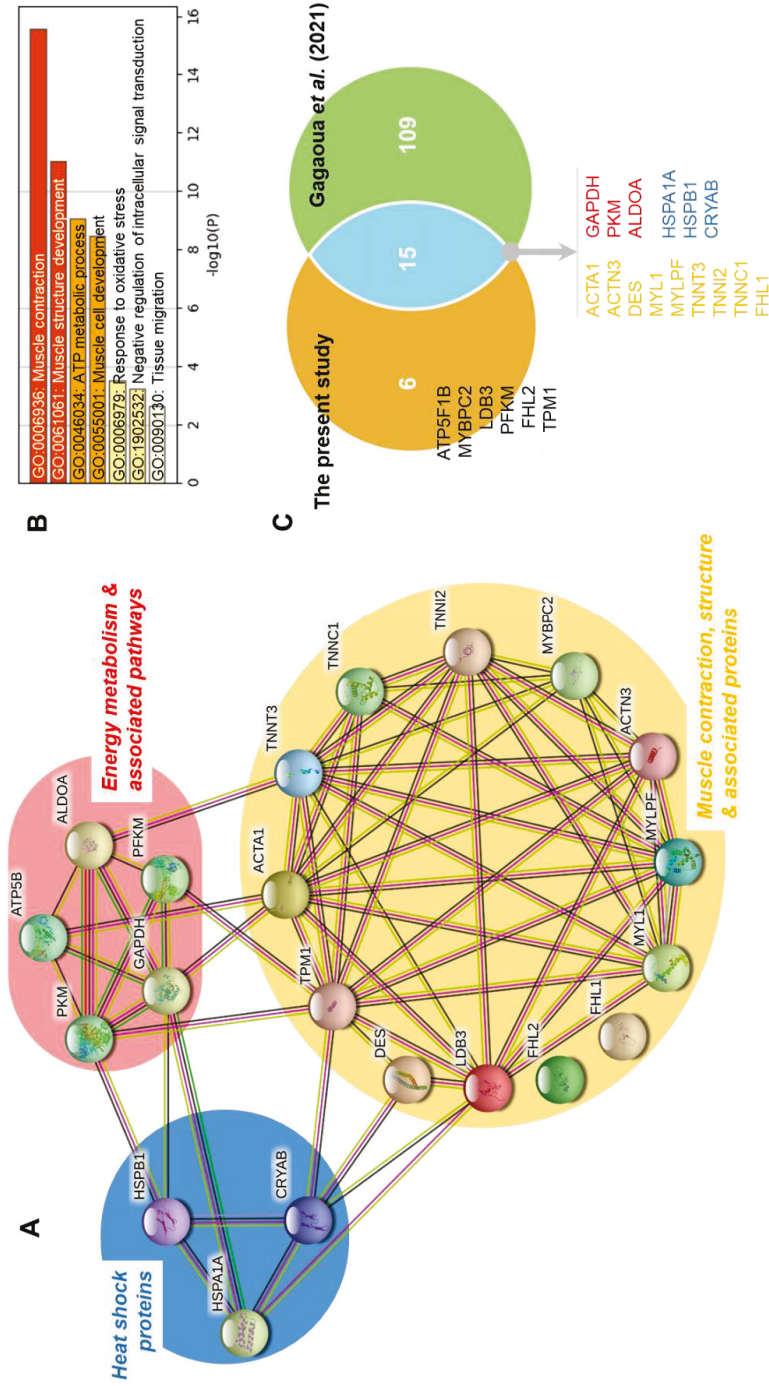 A
Heat shock
proteins
HSPB1
HSPA1A
CRYAB
Energy metabolism &
associated pathways
ATP5B
ALDOA
PKM
PFKM
GAPDH
ACTA1
TNNT3
TNNC1
TPM1
TNNI2
DES
MYBPC2
LDB3
ACTN3
FHL2
FHL1
MYL1
MYLPF
Muscle contraction, structure
& associated proteins
B
GO:0006936: Muscle contraction
GO:0061061: Muscle structure development
GO:0046034: ATP metabolic process
GO:0055001: Muscle cell development
GO:0006979: Response to oxidative stress
GO:1902532: Negative regulation of intracellular signal transduction
GO:0090130: Tissue migration
0 2 4 6 8 10 12 14 16
-log10(P)
C
The present study
Gagaoua et al. (2021)
6
15
109
ATP5F1B
MYBPC2
LDB3
PFKM
FHL2
TPM1
ACTA1
ACTN3
DES
MYL1
MYLPF
TNNT3
TNNI2
TNNC1
FHL1
GAPDH
PKM
ALDOA
HSPA1A
HSPB1
CRYAB